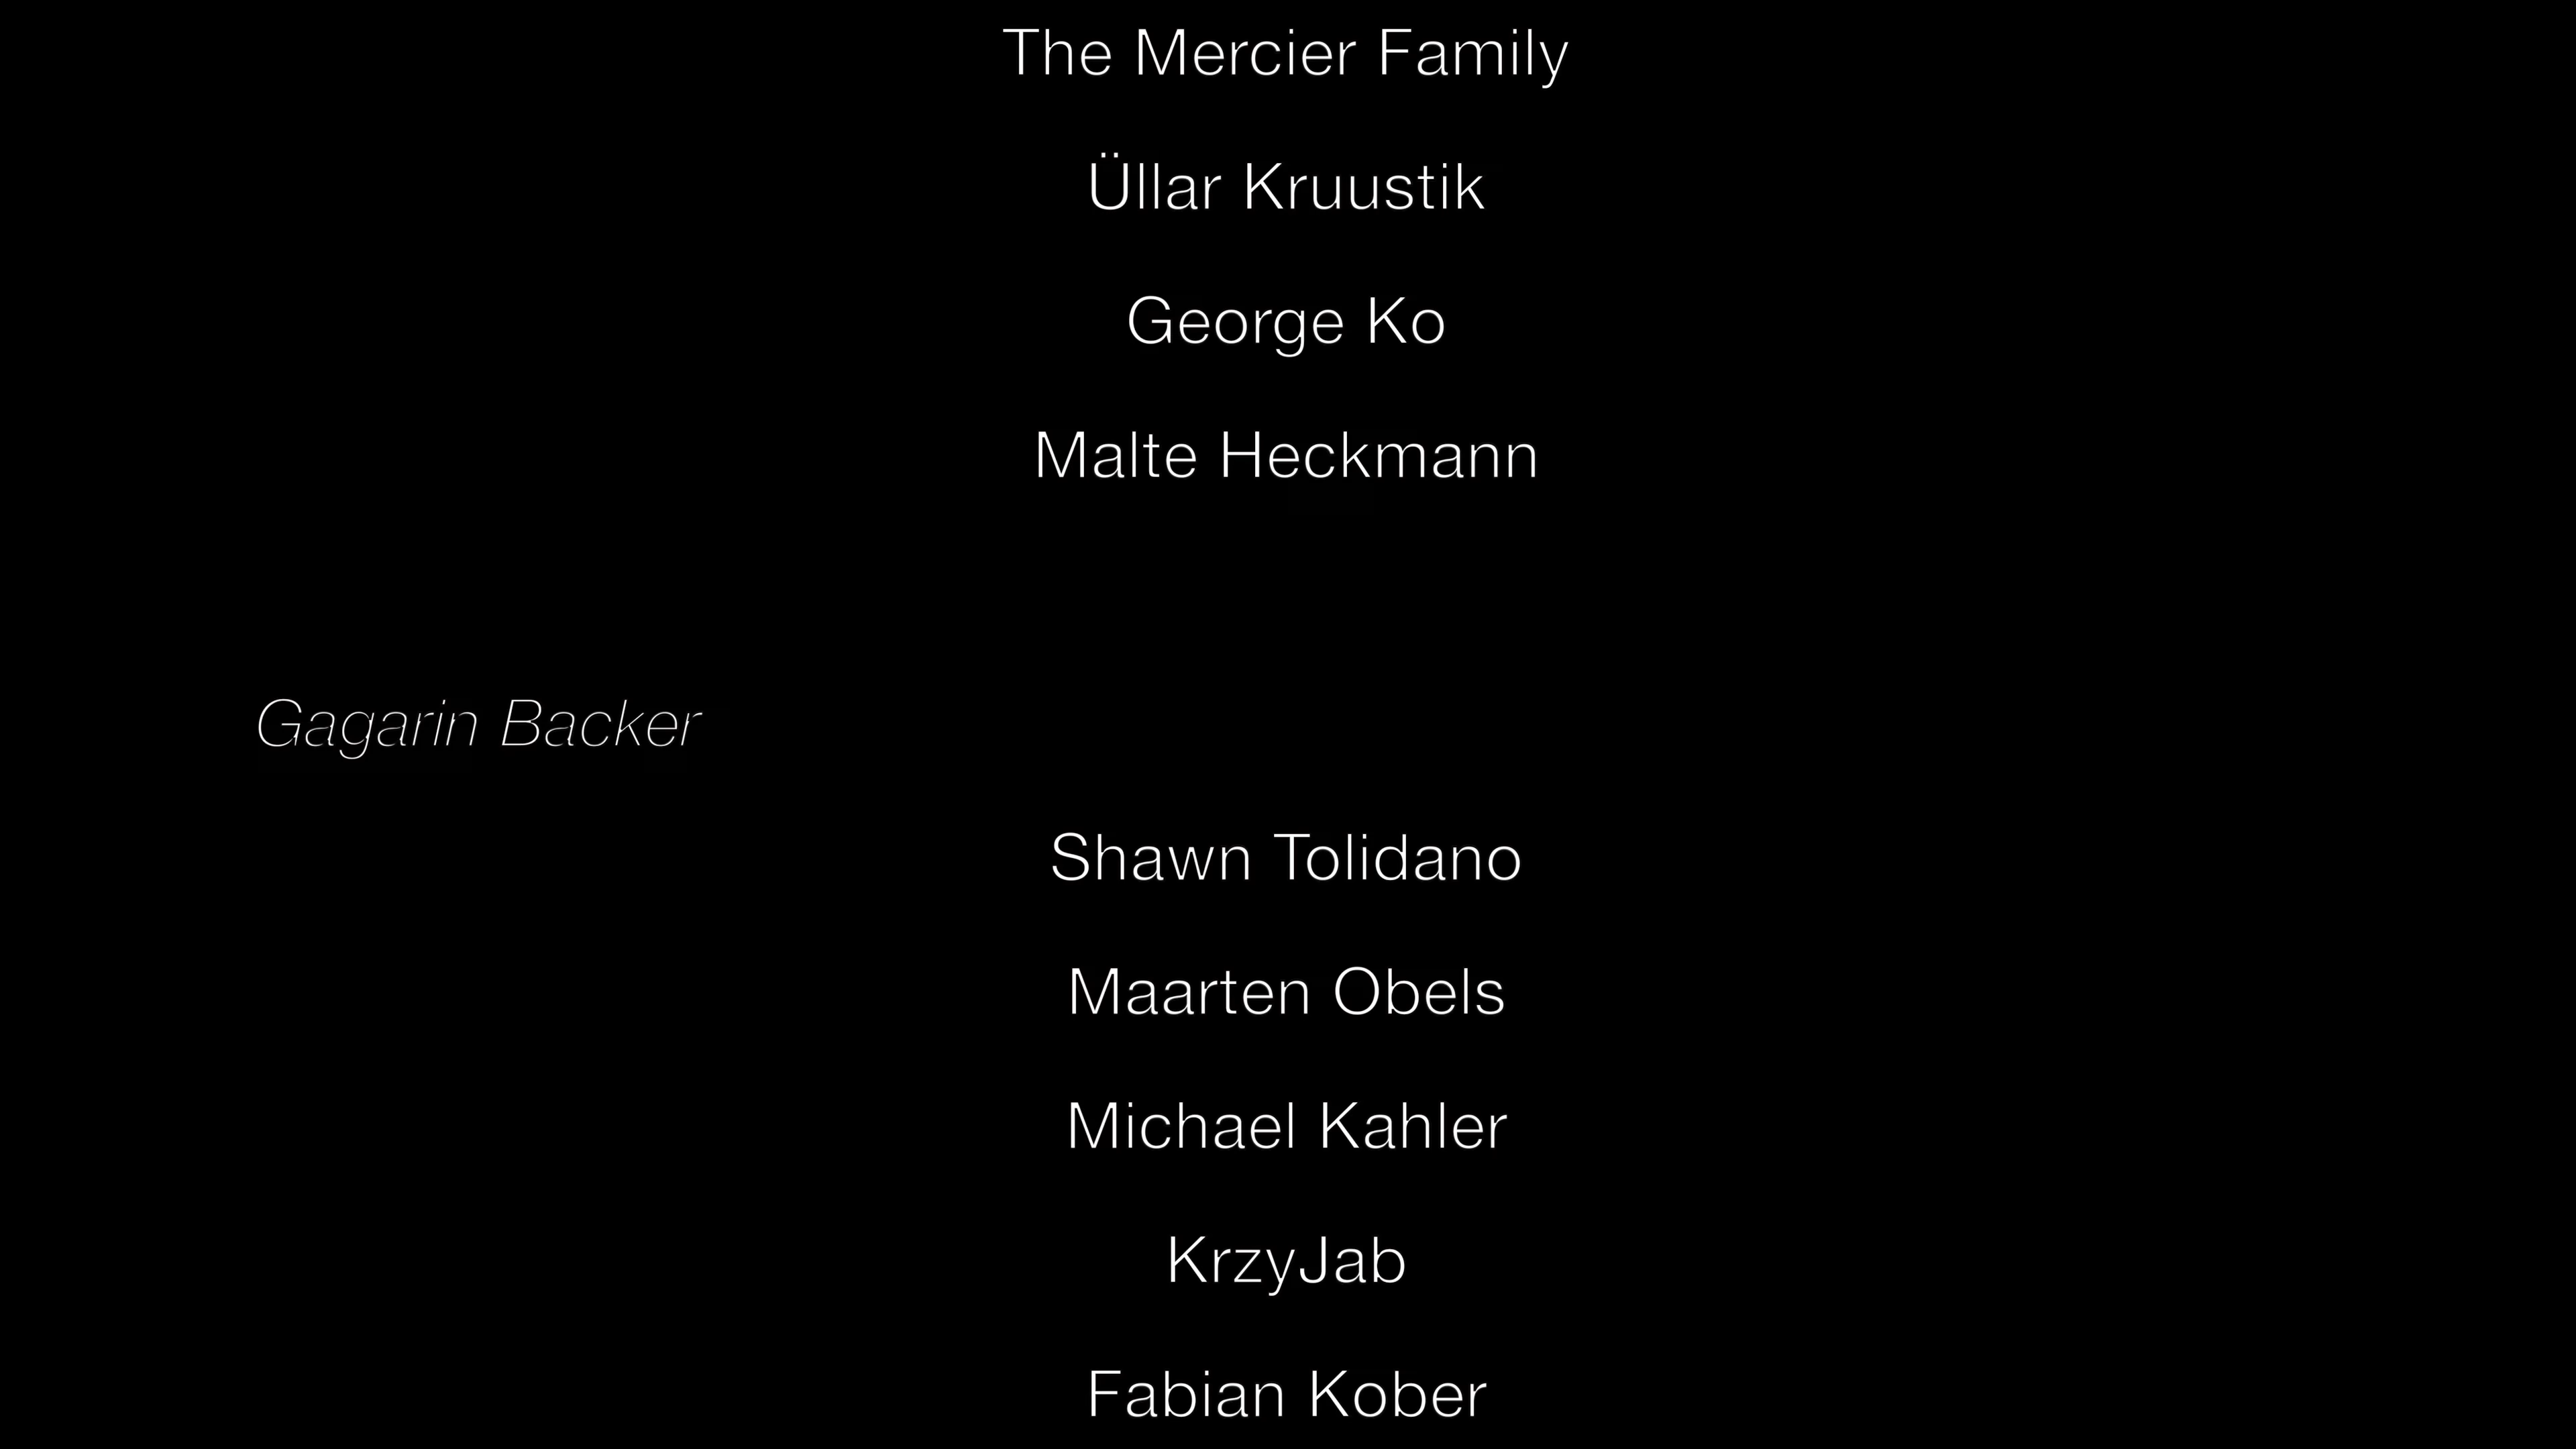 The Mercier Family
Üllar Kruustik
George Ko
Malte Heckmann
Gagarin Backer
Shawn Tolidano
Maarten Obels
Michael Kahler
KrzyJab
Fabian Kober